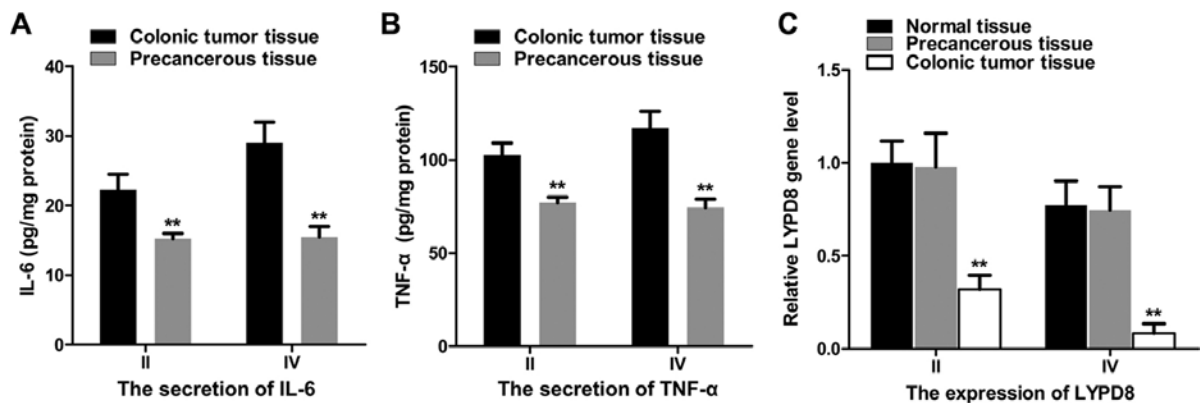 A
Colonic tumor tissue
Precancerous tissue
IL-6 (pg/mg protein)
40
30
20
10
0
**
**
II
IV
The secretion of IL-6
B
Colonic tumor tissue
Precancerous tissue
TNF-α (pg/mg protein)
150
100
50
0
**
**
II
IV
The secretion of TNF-α
C
Normal tissue
Precancerous tissue
Colonic tumor tissue
Relative LYPD8 gene level
1.5
1.0
0.5
0.0
**
**
II
IV
The expression of LYPD8